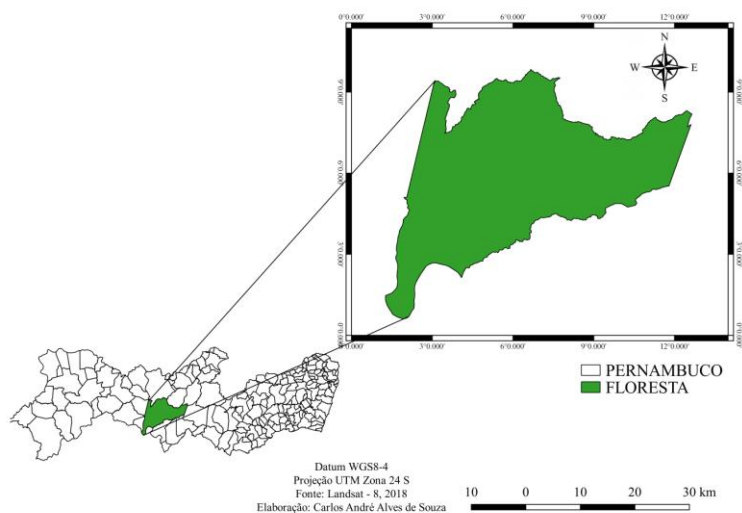 0°0.000' 3°0.000' 6°0.000' 9°0.000' 12°0.000'
N
W E
S
9°0.000' 9°0.000'
6°0.000' 6°0.000'
3°0.000' 3°0.000'
0°0.000' 0°0.000'
0°0.000' 3°0.000' 6°0.000' 9°0.000' 12°0.000'
PERNAMBUCO
FLORESTA
Datum WGS8-4
Projeção UTM Zona 24 S
Fonte: Landsat - 8, 2018
Elaboração: Carlos André Alves de Souza
10 0 10 20 30 km